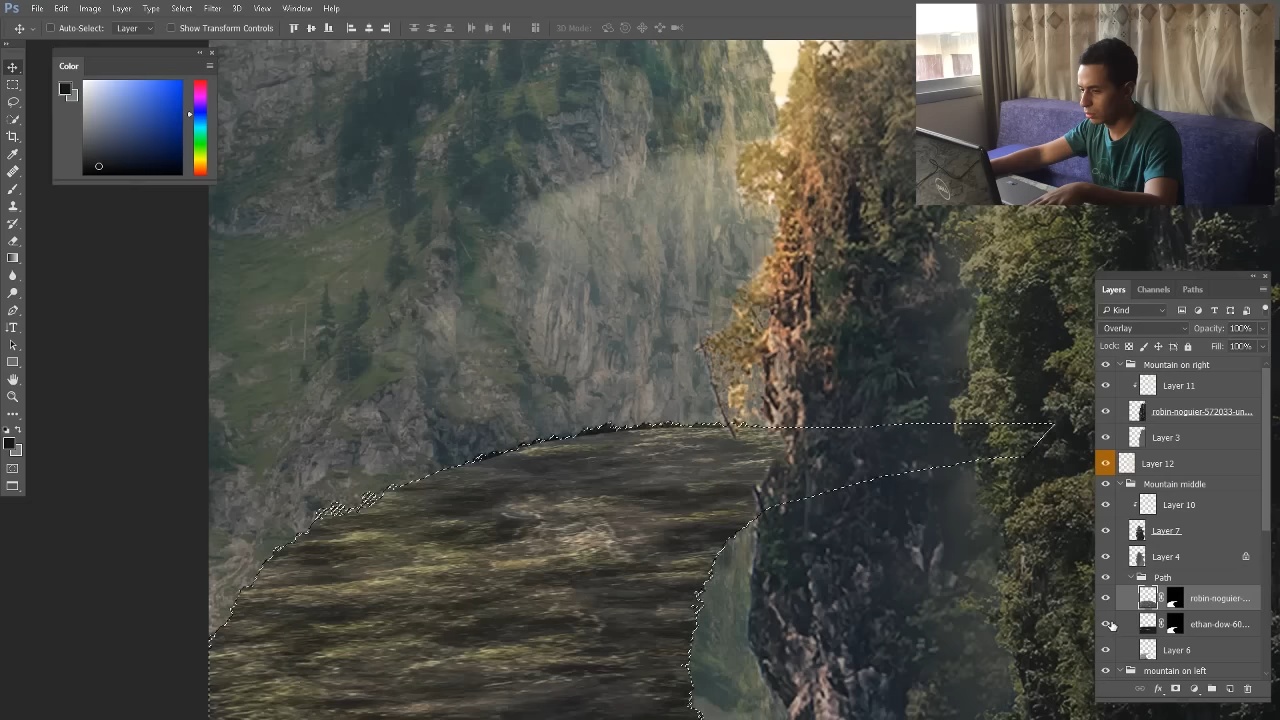 Ps File Edit Image Layer Type Select Filter 3D View Window Help
Auto-Select: Layer Show Transform Controls 3D Mode:
Color
DELL
Layers Channels Paths
Kind
Overlay Opacity: 100%
Lock: Fill: 100%
Mountain on right
Layer 11
robin-noguier-572033-un...
Layer 3
Layer 12
Mountain middle
Layer 10
Layer 7
Layer 4
Path
robin-noguier-...
ethan-dow-60...
Layer 6
mountain on left
fx